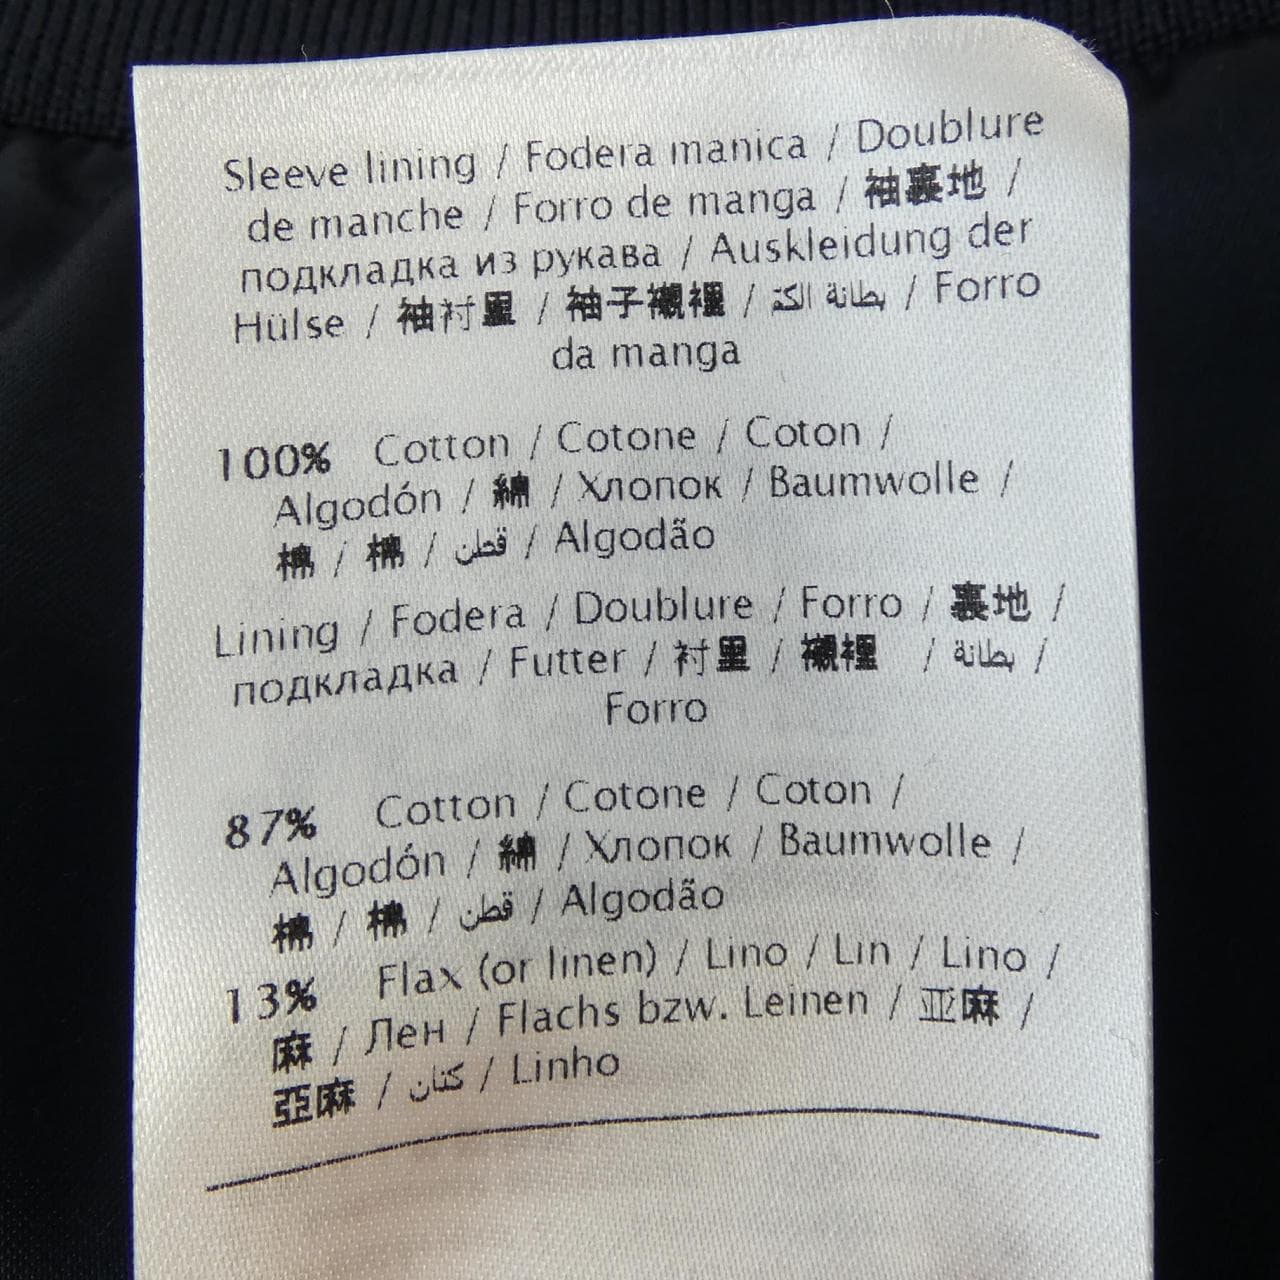 Sleeve lining / Fodera manica / Doublure
de manche / Forro de manga / 袖裏地 /
подкладка из рукава / Auskleidung der
Hülse / 袖衬里 / 袖子襯裡 / بطانة الكم / Forro
da manga
100% Cotton / Cotone / Coton /
Algodón / 綿 / Хлопок / Baumwolle /
棉 / 棉 / قطن / Algodão
Lining / Fodera / Doublure / Forro / 裏地 /
подкладка / Futter / 衬里 / 襯裡 / بطانة /
Forro
87% Cotton / Cotone / Coton /
Algodón / 綿 / Хлопок / Baumwolle /
棉 / 棉 / قطن / Algodão
13% Flax (or linen) / Lino / Lin / Lino /
麻 / Лен / Flachs bzw. Leinen / 亚麻 /
亞麻 / كتان / Linho